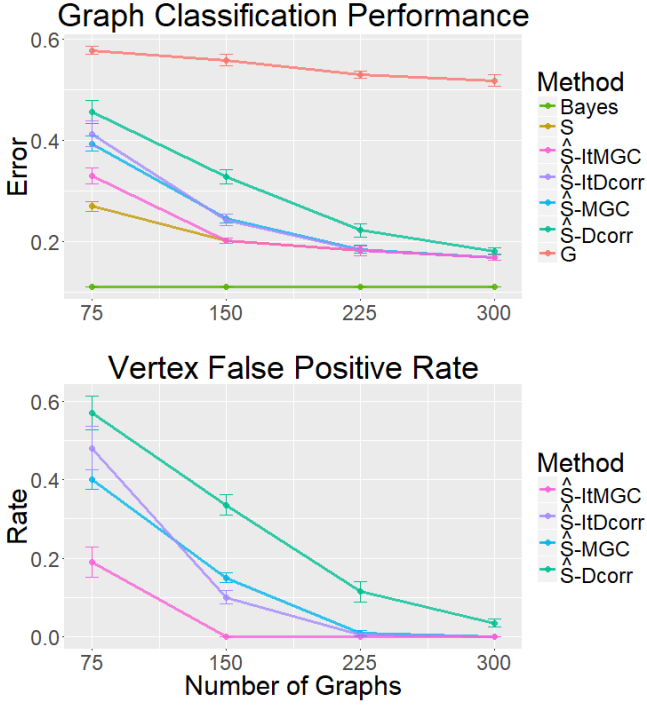 Graph Classification Performance
0.6
0.4
0.2
Error
75 150 225 300
Method
Bayes
S
Ŝ-ItMGC
Ŝ-ItDcorr
Ŝ-MGC
Ŝ-Dcorr
G
Vertex False Positive Rate
0.6
0.4
0.2
0.0
Rate
75 150 225 300
Number of Graphs
Method
Ŝ-ItMGC
Ŝ-ItDcorr
Ŝ-MGC
Ŝ-Dcorr